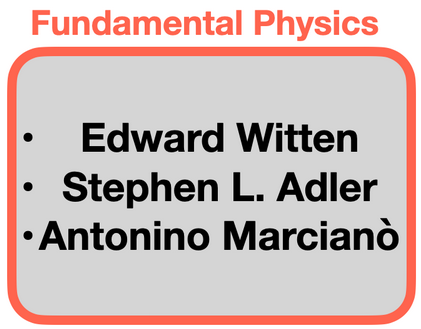 Fundamental Physics
• Edward Witten
• Stephen L. Adler
• Antonino Marcianò